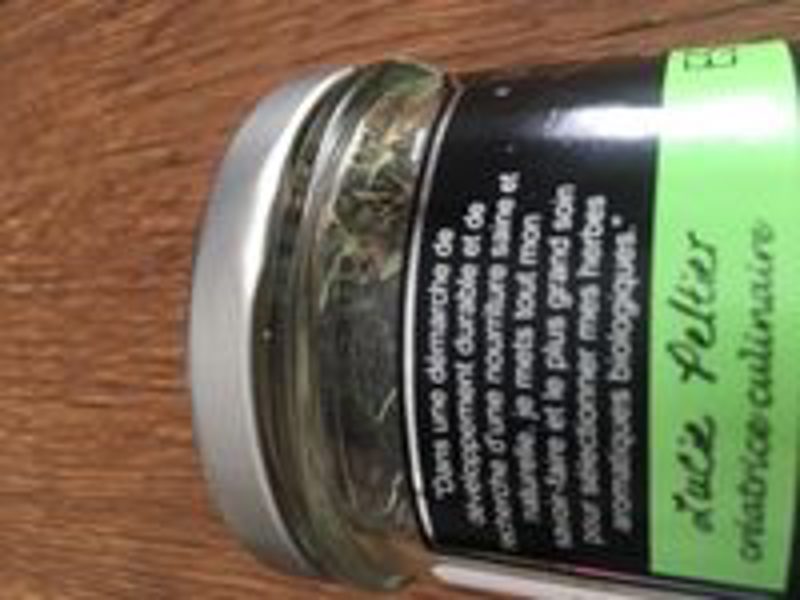 "Dans une démarche de
développement durable et de
recherche d'une nourriture saine et
naturelle, je mets tout mon
savoir-faire et le plus grand soin
pour sélectionner mes herbes
aromatiques biologiques."
Lucie Peltier
créatrice culinaire